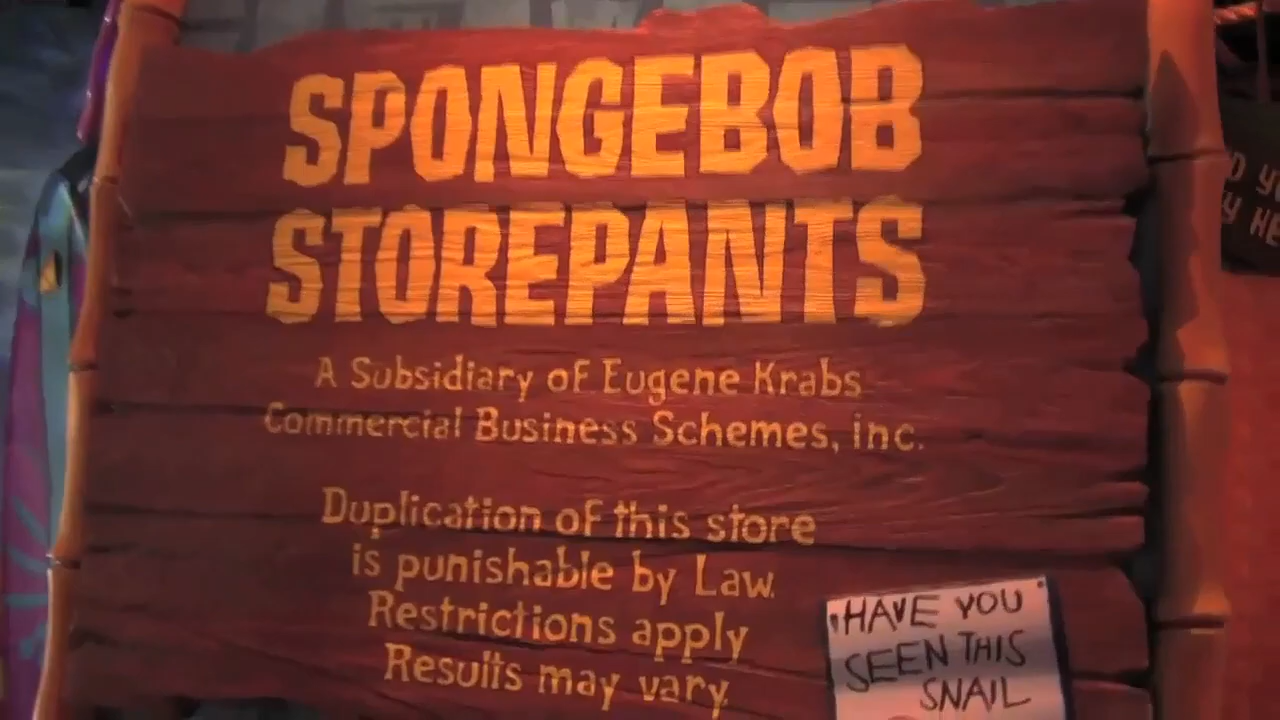 SPONGEBOB
STOREPANTS
A Subsidiary of Eugene Krabs
Commercial Business Schemes, inc.
Duplication of this store
is punishable by Law.
Restrictions apply
Results may vary.
HAVE YOU
SEEN THIS
SNAIL